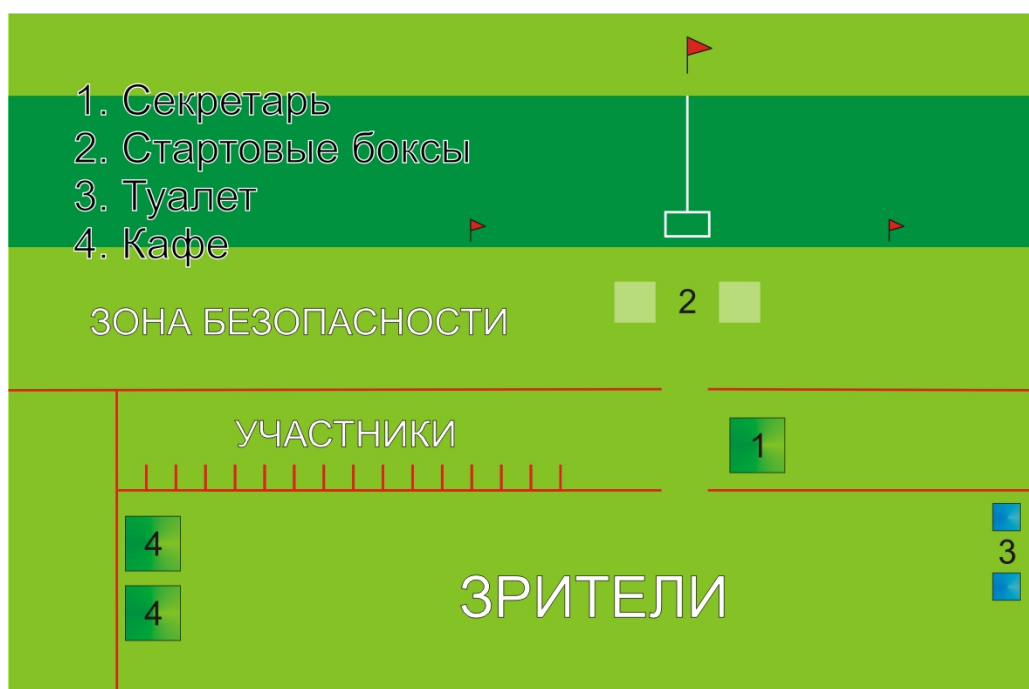 1. Секретарь
2. Стартовые боксы
3. Туалет
4. Кафе
2
ЗОНА БЕЗОПАСНОСТИ
УЧАСТНИКИ
1
4
3
4
ЗРИТЕЛИ